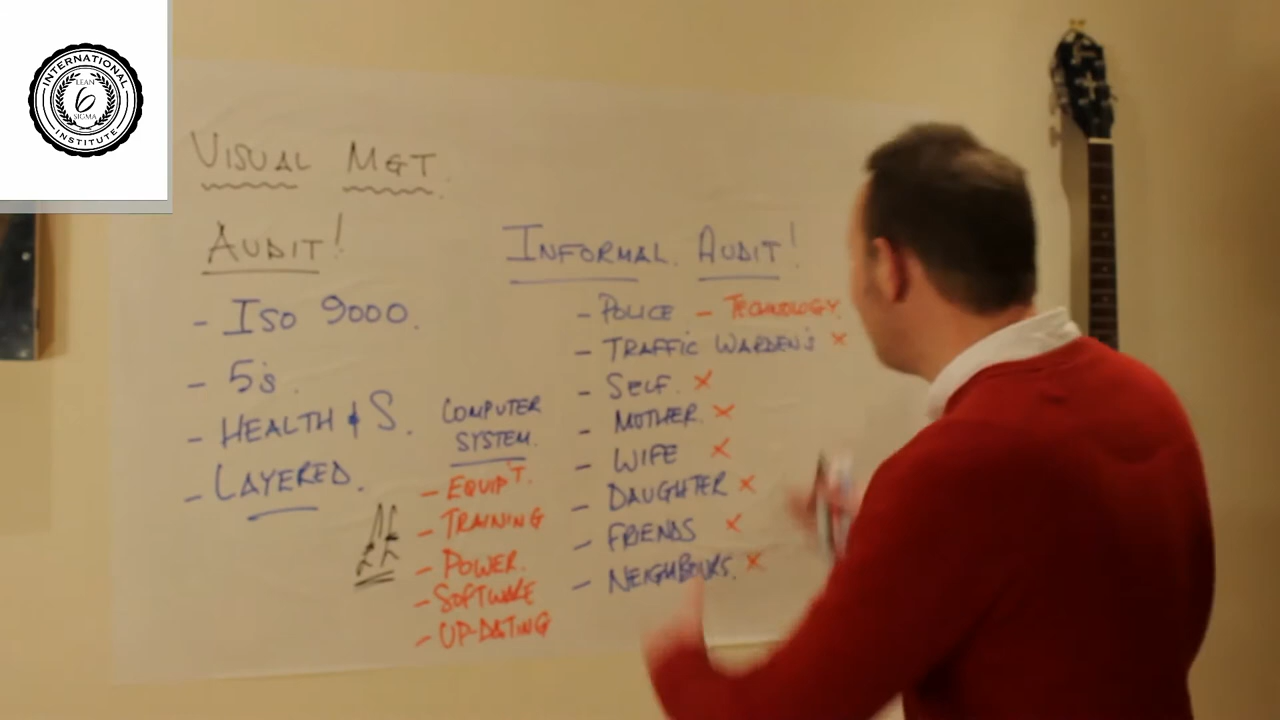 INTERNATIONAL
LEAN
6
SIGMA
INSTITUTE
VISUAL MGT.
AUDIT!
- ISO 9000.
- 5's.
- HEALTH & S.
- LAYERED.
COMPUTER
SYSTEM.
- EQUIP'T.
- TRAINING
- POWER.
- SOFTWARE
- UP-DATING
INFORMAL AUDIT!
- POLICE - TECHNOLOGY.
- TRAFFIC WARDEN'S x
- SELF. x
- MOTHER. x
- WIFE x
- DAUGHTER x
- FRIENDS x
- NEIGHBOURS. x